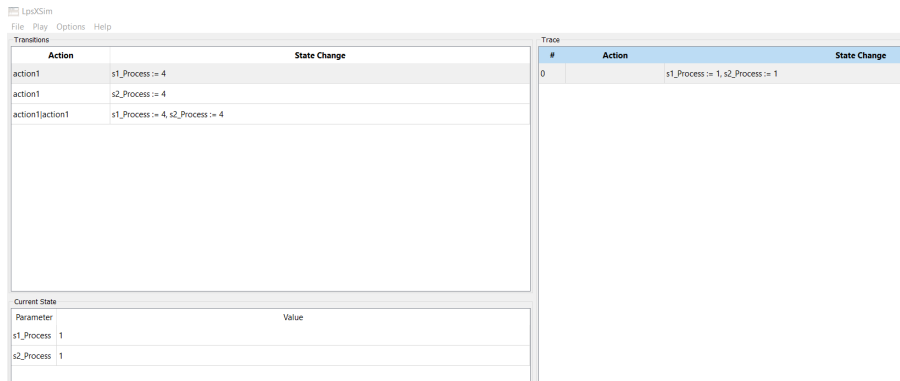 LpsXSim
File Play Options Help
Transitions
Action State Change
action1 s1_Process := 4
action1 s2_Process := 4
action1|action1 s1_Process := 4, s2_Process := 4
Current State
Parameter Value
s1_Process 1
s2_Process 1
Trace
# Action State Change
0 s1_Process := 1, s2_Process := 1